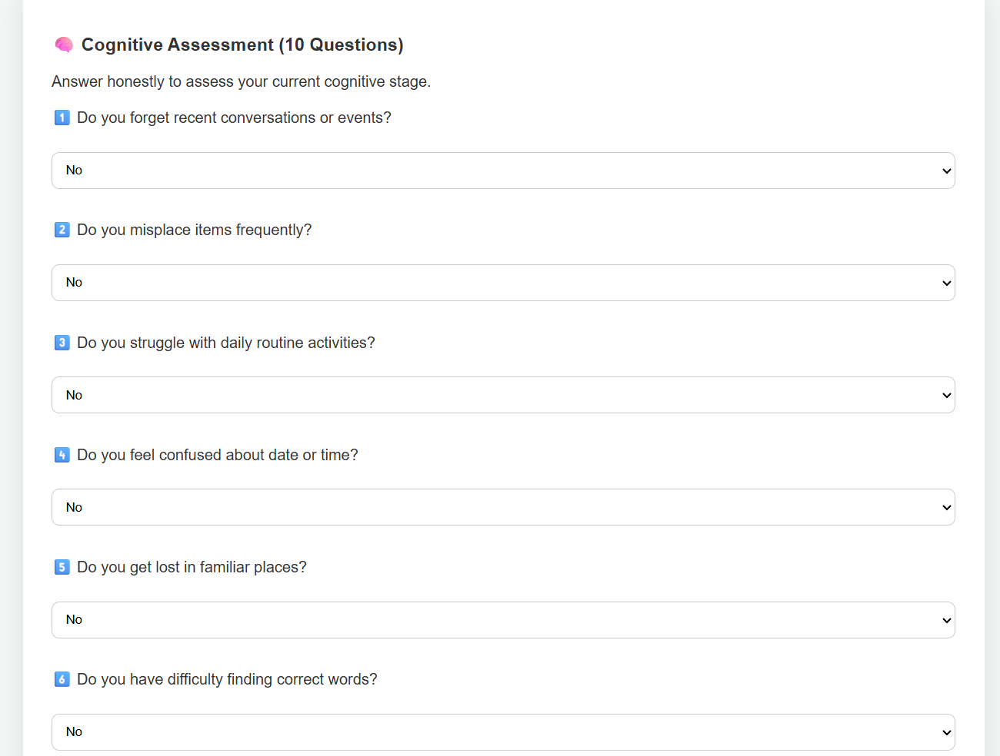 🧠 Cognitive Assessment (10 Questions)
Answer honestly to assess your current cognitive stage.
1️⃣ Do you forget recent conversations or events?
No
2️⃣ Do you misplace items frequently?
No
3️⃣ Do you struggle with daily routine activities?
No
4️⃣ Do you feel confused about date or time?
No
5️⃣ Do you get lost in familiar places?
No
6️⃣ Do you have difficulty finding correct words?
No